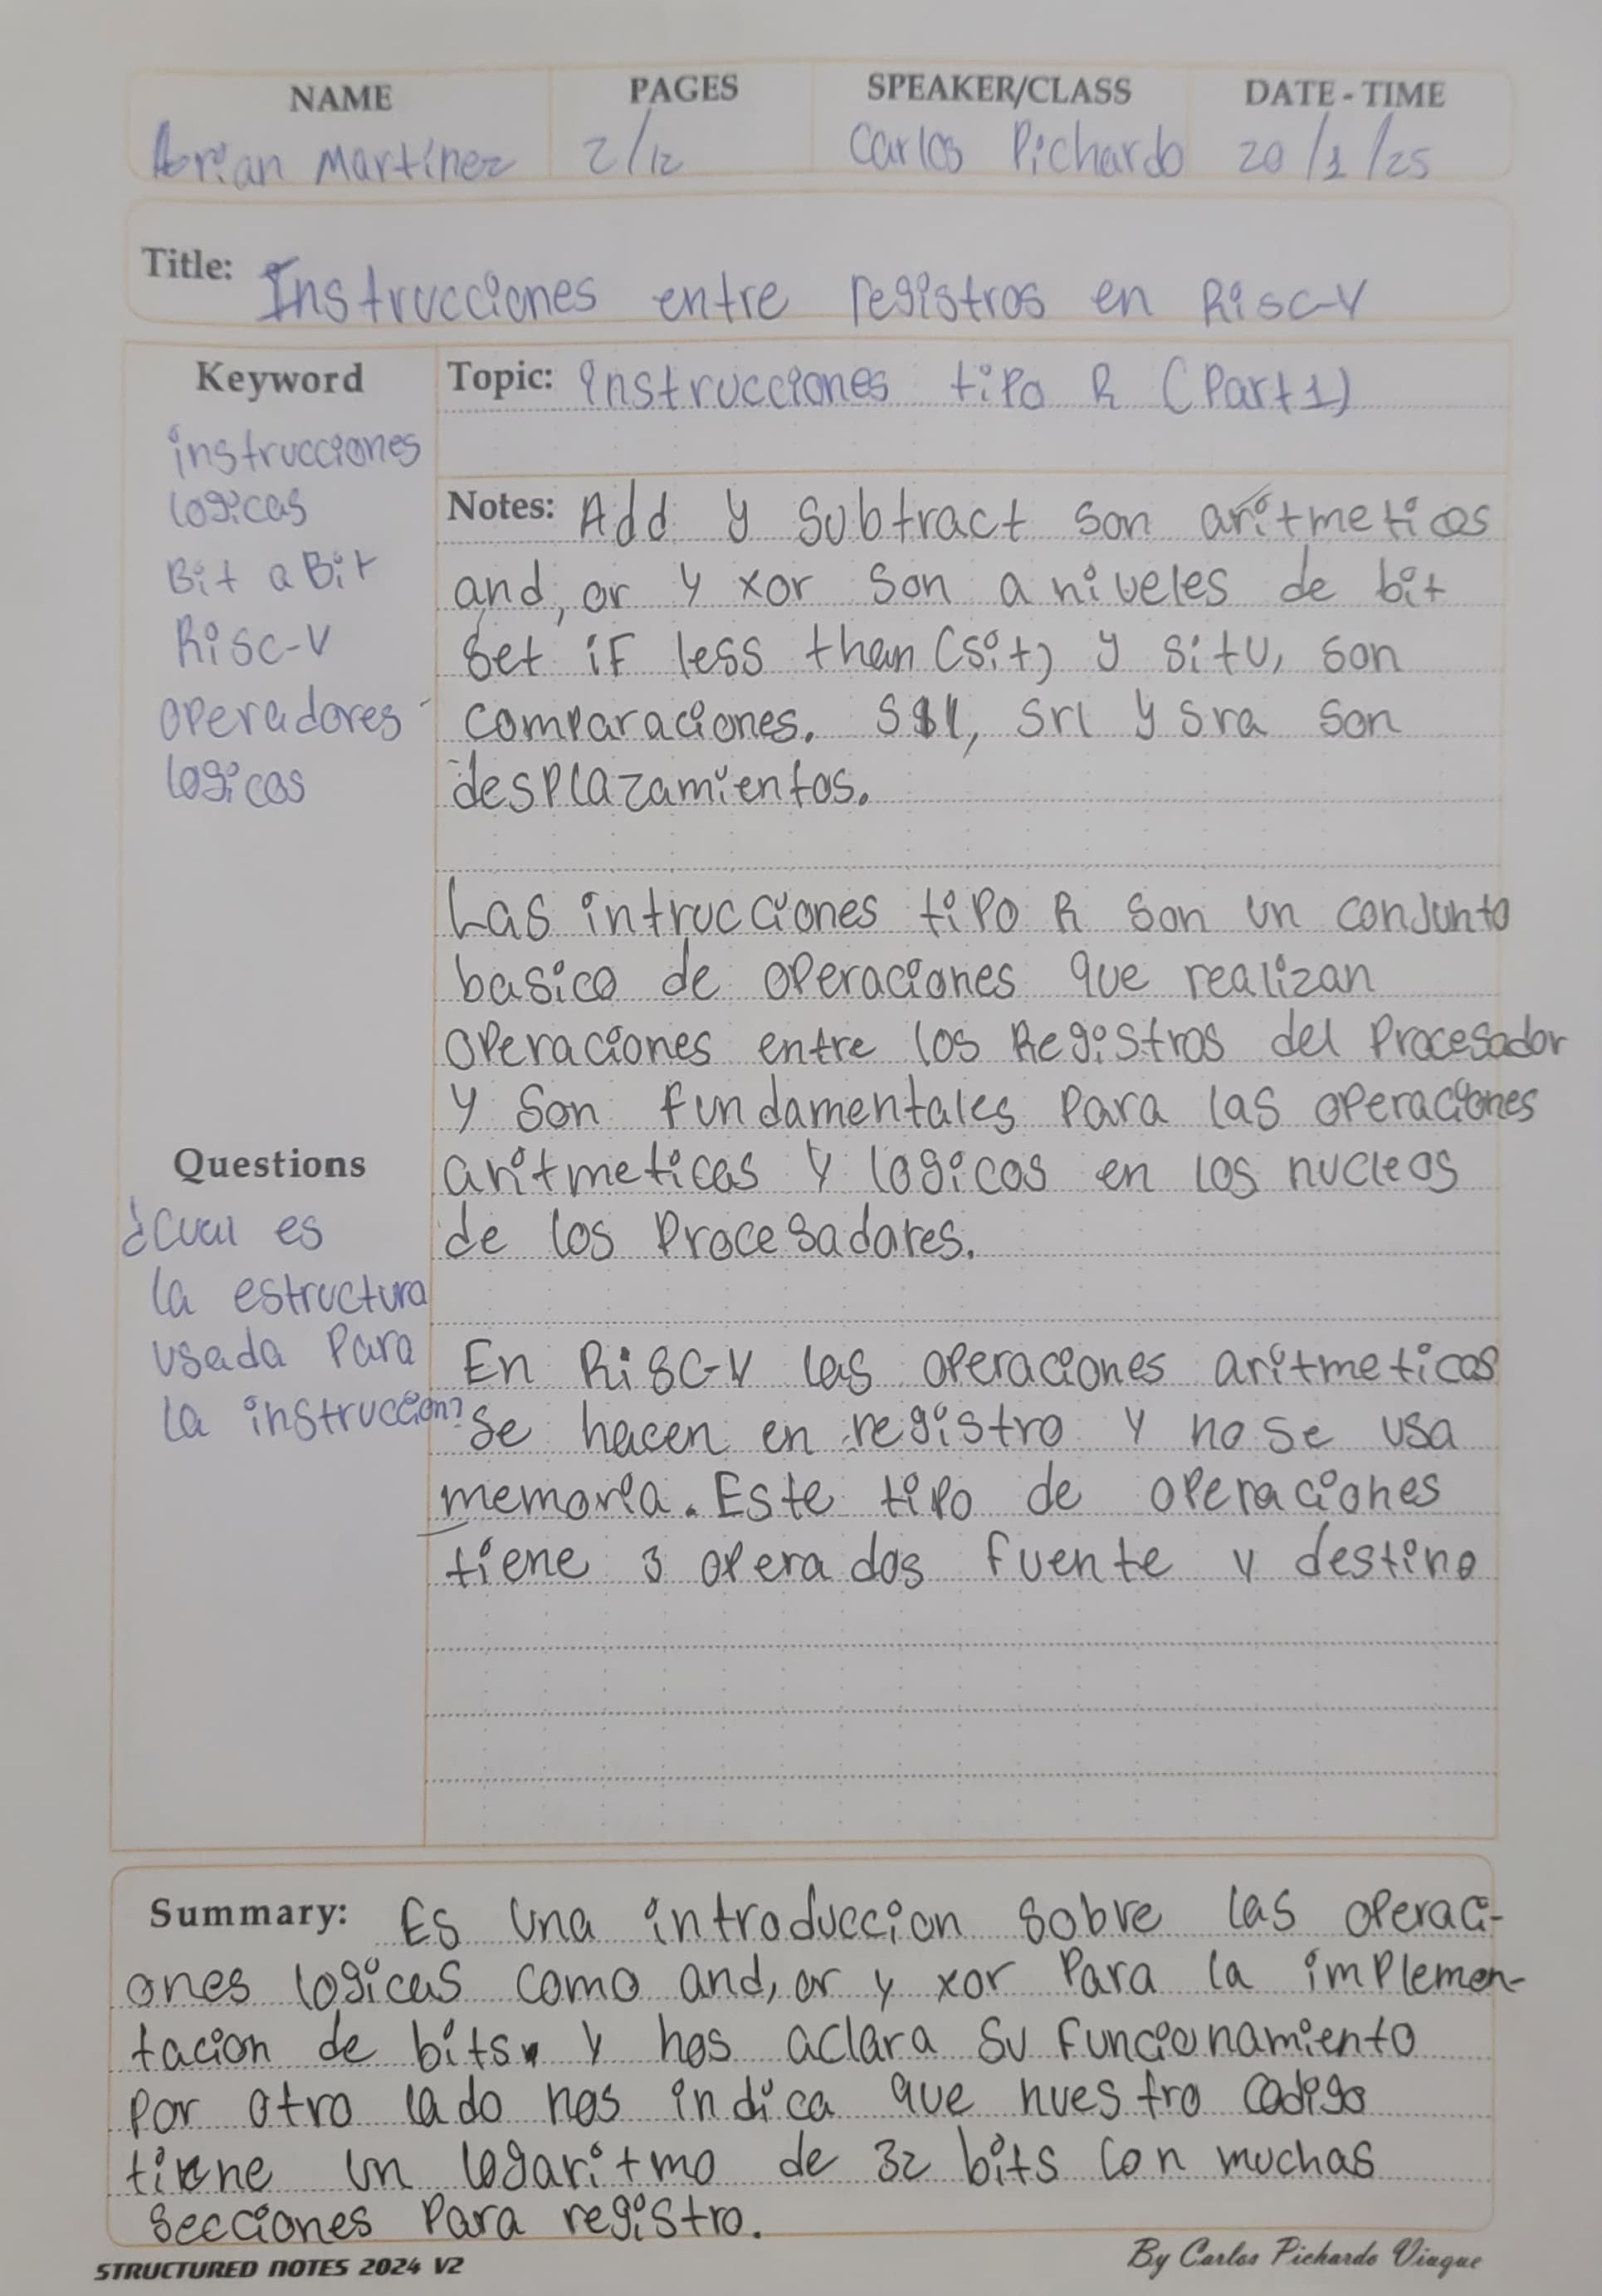 NAME PAGES SPEAKER/CLASS DATE - TIME
Adrian Martinez 2/12 Carlos Pichardo 20/1/25
Title: Instrucciones entre registros en Risc-V
Keyword
instrucciones
logicas
Bit a Bit
Risc-V
operadores
logicos
Questions
¿Cual es
la estructura
usada Para
la instruccion?
Topic: instrucciones tipo R (Part 1)
Notes: Add y subtract son aritmeticos
and, or y xor son a niveles de bit
Set if less than (slt) y sltu, son
comparaciones. sll, srl y sra son
desplazamientos.
Las intrucciones tipo R son un conjunto
basico de operaciones que realizan
operaciones entre los Registros del Procesador
y son fundamentales Para las operaciones
aritmeticas y logicos en los nucleos
de los Procesadores.
En RiSC-V las operaciones aritmeticas
se hacen en registro y no se usa
memoria. Este tipo de operaciones
tiene 3 operados fuente y destino
Summary: Es una introduccion sobre las operaci-
ones logicas como and, or y xor Para la implemen-
tacion de bits y nos aclara su funcionamiento
Por otro lado nos indica que nuestro codigo
tiene un logaritmo de 32 bits con muchas
secciones Para registro.
STRUCTURED NOTES 2024 V2
By Carlos Pichardo Viuque